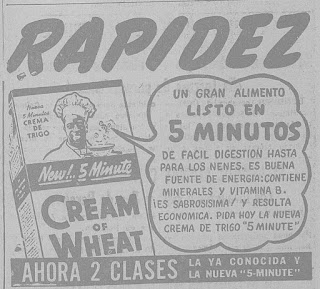 RAPIDEZ
Nueva
5 Minutos
CREMA
DE
TRIGO
New! 5 Minute
CREAM
OF
WHEAT
UN GRAN ALIMENTO
LISTO EN
5 MINUTOS
DE FACIL DIGESTION HASTA
PARA LOS NENES. ES BUENA
FUENTE DE ENERGIA: CONTIENE
MINERALES Y VITAMINA B.
¡ES SABROSISIMA! Y RESULTA
ECONOMICA. PIDA HOY LA NUEVA
CREMA DE TRIGO "5 MINUTE"
AHORA 2 CLASES
LA YA CONOCIDA Y
LA NUEVA "5-MINUTE"